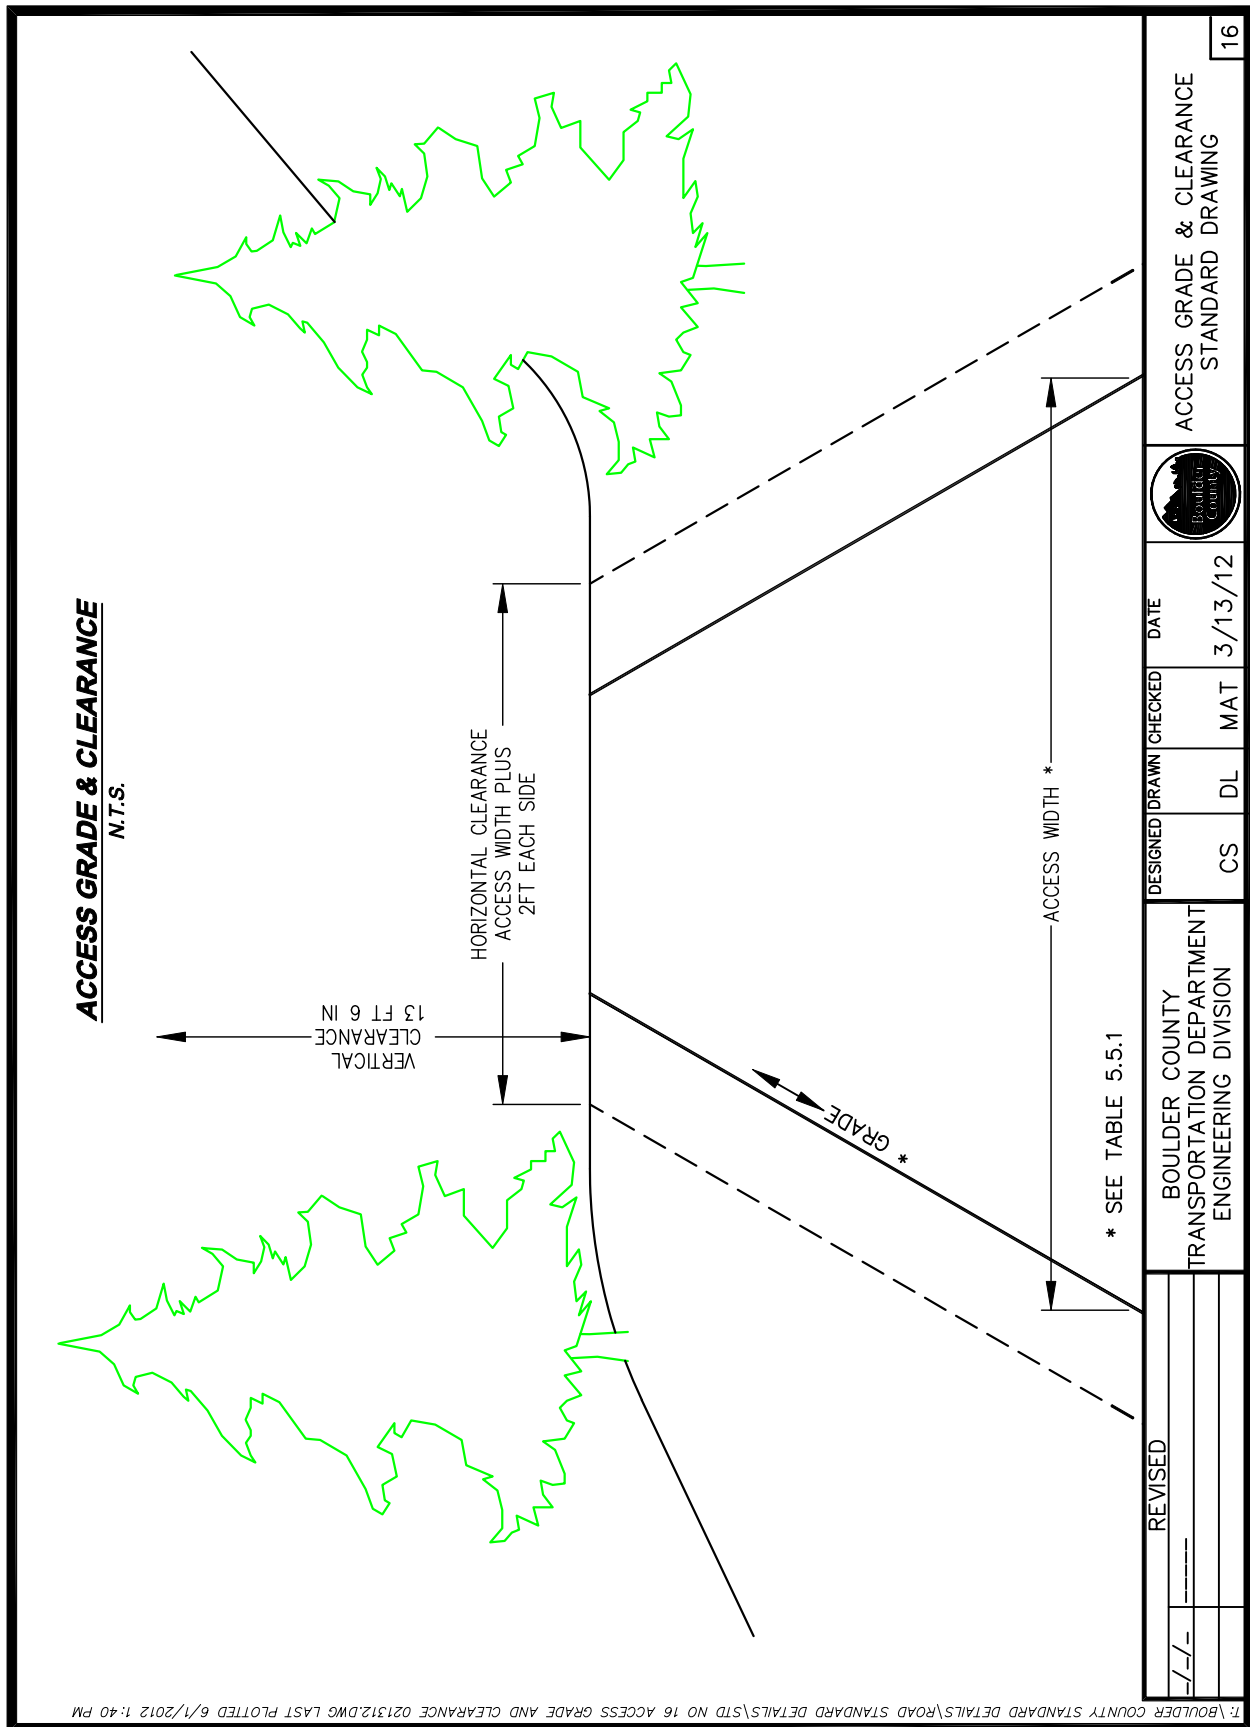 ACCESS GRADE & CLEARANCE
N.T.S.
VERTICAL
CLEARANCE
13 FT 6 IN
HORIZONTAL CLEARANCE
ACCESS WIDTH PLUS
2FT EACH SIDE
* GRADE
ACCESS WIDTH *
* SEE TABLE 5.5.1
REVISED
-/-/- ------
BOULDER COUNTY
TRANSPORTATION DEPARTMENT
ENGINEERING DIVISION
DESIGNED
CS
DRAWN
DL
CHECKED
MAT
DATE
3/13/12
Boulder
County
ACCESS GRADE & CLEARANCE
STANDARD DRAWING
16
T:\BOULDER COUNTY STANDARD DETAILS\ROAD STANDARD DETAILS\STD NO 16 ACCESS GRADE AND CLEARANCE 021312.DWG LAST PLOTTED 6/1/2012 1:40 PM